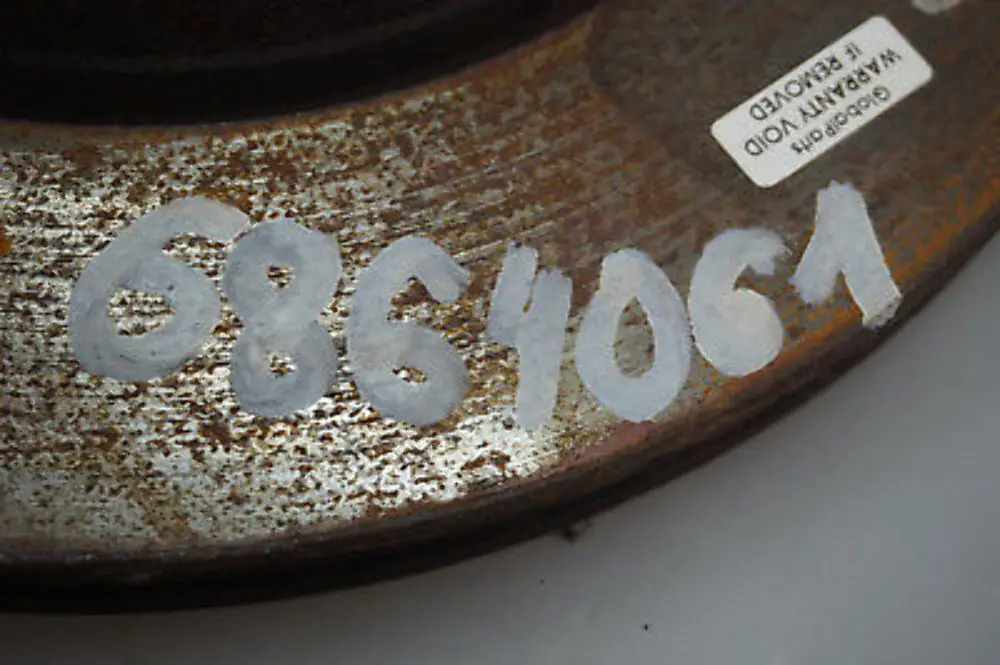 6864061
GlobalParts
WARRANTY VOID
IF REMOVED